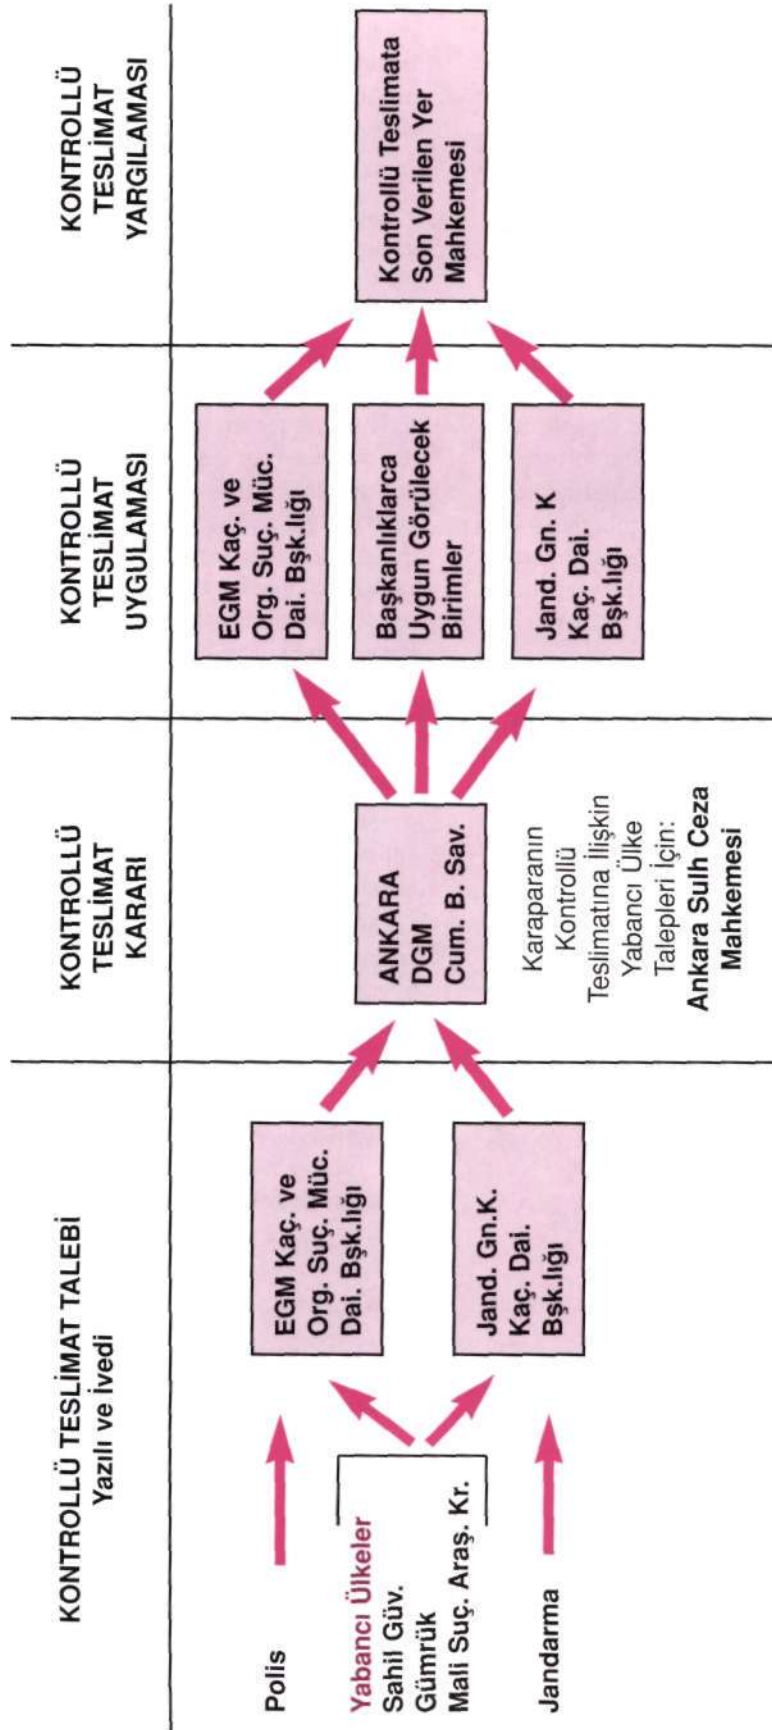 KONTROLLÜ TESLİMAT TALEBİ
Yazılı ve İvedi
KONTROLLÜ
TESLİMAT
KARARI
KONTROLLÜ
TESLİMAT
UYGULAMASI
KONTROLLÜ
TESLİMAT
YARGILAMASI
Polis
Yabancı Ülkeler
Sahil Güv.
Gümrük
Mali Suç. Araş. Kr.
Jandarma
EGM Kaç. ve
Org. Suç. Müc.
Dai. Bşk.lığı
Jand. Gn.K.
Kaç. Dai.
Bşk.lığı
ANKARA
DGM
Cum. B. Sav.
Karaparanın
Kontrollü
Teslimatına İlişkin
Yabancı Ülke
Talepleri İçin:
Ankara Sulh Ceza
Mahkemesi
EGM Kaç. ve
Org. Suç. Müc.
Dai. Bşk.lığı
Başkanlıklarca
Uygun Görülecek
Birimler
Jand. Gn. K
Kaç. Dai.
Bşk.lığı
Kontrollü Teslimata
Son Verilen Yer
Mahkemesi